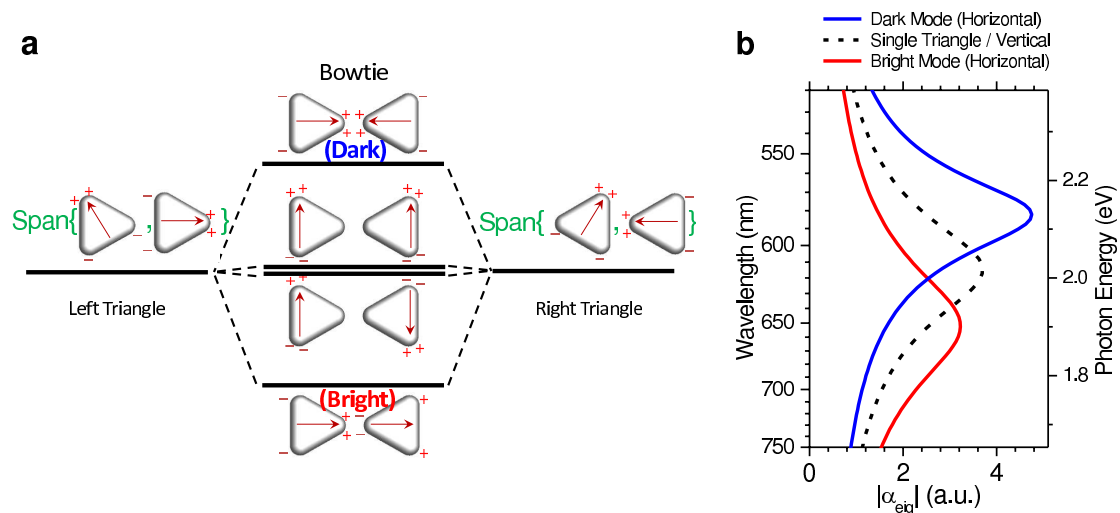 a
Bowtie
(Dark)
Span{ , }
Span{ , }
Left Triangle
Right Triangle
(Bright)
b
Dark Mode (Horizontal)
Single Triangle / Vertical
Bright Mode (Horizontal)
Wavelength (nm)
550
600
650
700
750
Photon Energy (eV)
2.2
2.0
1.8
0
2
4
|α_eig| (a.u.)